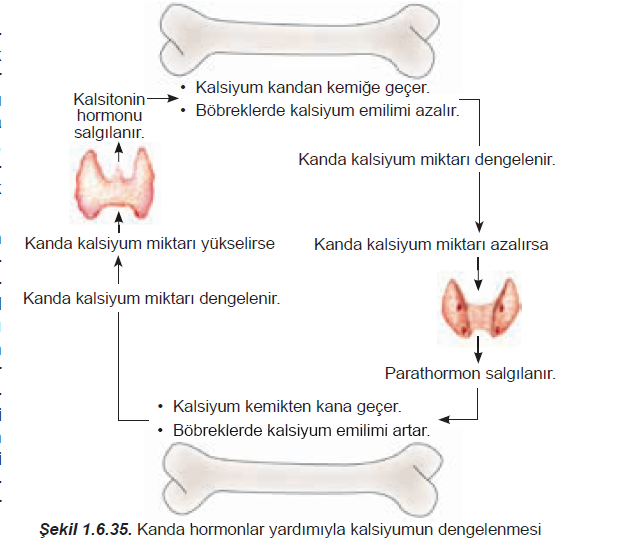 • Kalsiyum kandan kemiğe geçer.
• Böbreklerde kalsiyum emilimi azalır.
Kalsitonin
hormonu
salgılanır.
Kanda kalsiyum miktarı dengelenir.
Kanda kalsiyum miktarı yükselirse
Kanda kalsiyum miktarı azalırsa
Kanda kalsiyum miktarı dengelenir.
Parathormon salgılanır.
• Kalsiyum kemikten kana geçer.
• Böbreklerde kalsiyum emilimi artar.
Şekil 1.6.35. Kanda hormonlar yardımıyla kalsiyumun dengelenmesi